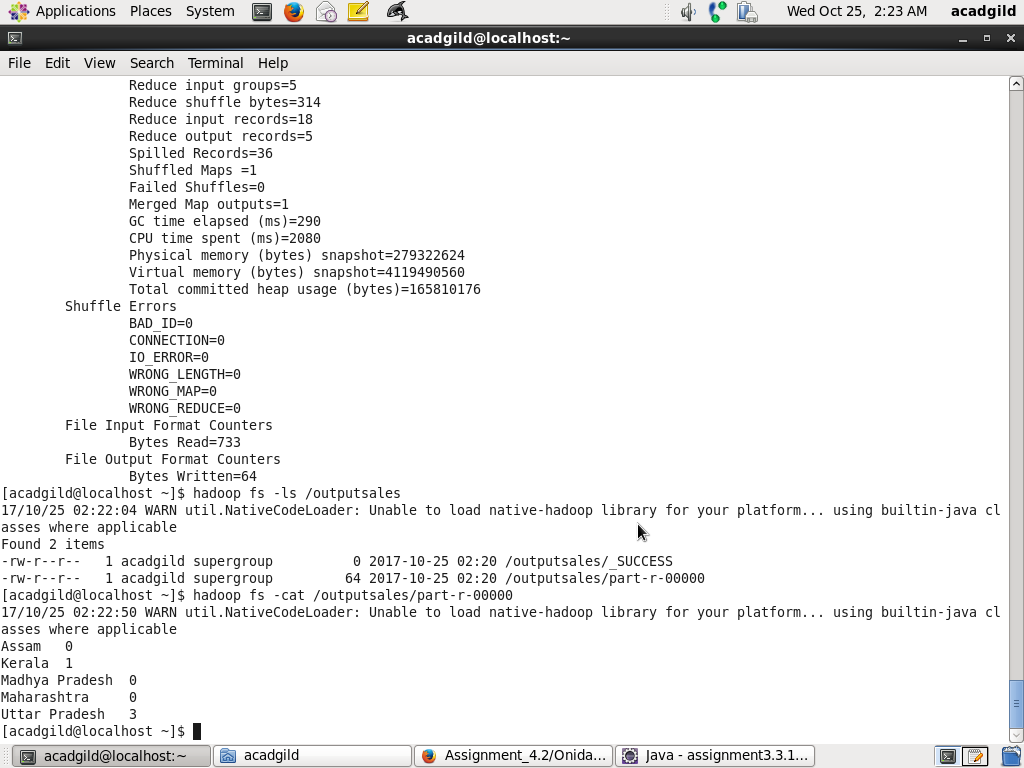 Applications Places System Wed Oct 25, 2:23 AM acadgild
acadgild@localhost:~
File Edit View Search Terminal Help
Reduce input groups=5
Reduce shuffle bytes=314
Reduce input records=18
Reduce output records=5
Spilled Records=36
Shuffled Maps =1
Failed Shuffles=0
Merged Map outputs=1
GC time elapsed (ms)=290
CPU time spent (ms)=2080
Physical memory (bytes) snapshot=279322624
Virtual memory (bytes) snapshot=4119490560
Total committed heap usage (bytes)=165810176
Shuffle Errors
BAD_ID=0
CONNECTION=0
IO_ERROR=0
WRONG_LENGTH=0
WRONG_MAP=0
WRONG_REDUCE=0
File Input Format Counters
Bytes Read=733
File Output Format Counters
Bytes Written=64
[acadgild@localhost ~]$ hadoop fs -ls /outputsales
17/10/25 02:22:04 WARN util.NativeCodeLoader: Unable to load native-hadoop library for your platform... using builtin-java cl
asses where applicable
Found 2 items
-rw-r--r--   1 acadgild supergroup          0 2017-10-25 02:20 /outputsales/_SUCCESS
-rw-r--r--   1 acadgild supergroup         64 2017-10-25 02:20 /outputsales/part-r-00000
[acadgild@localhost ~]$ hadoop fs -cat /outputsales/part-r-00000
17/10/25 02:22:50 WARN util.NativeCodeLoader: Unable to load native-hadoop library for your platform... using builtin-java cl
asses where applicable
Assam   0
Kerala  1
Madhya Pradesh  0
Maharashtra     0
Uttar Pradesh   3
[acadgild@localhost ~]$
acadgild@localhost:~ acadgild Assignment_4.2/Onida... Java - assignment3.3.1...